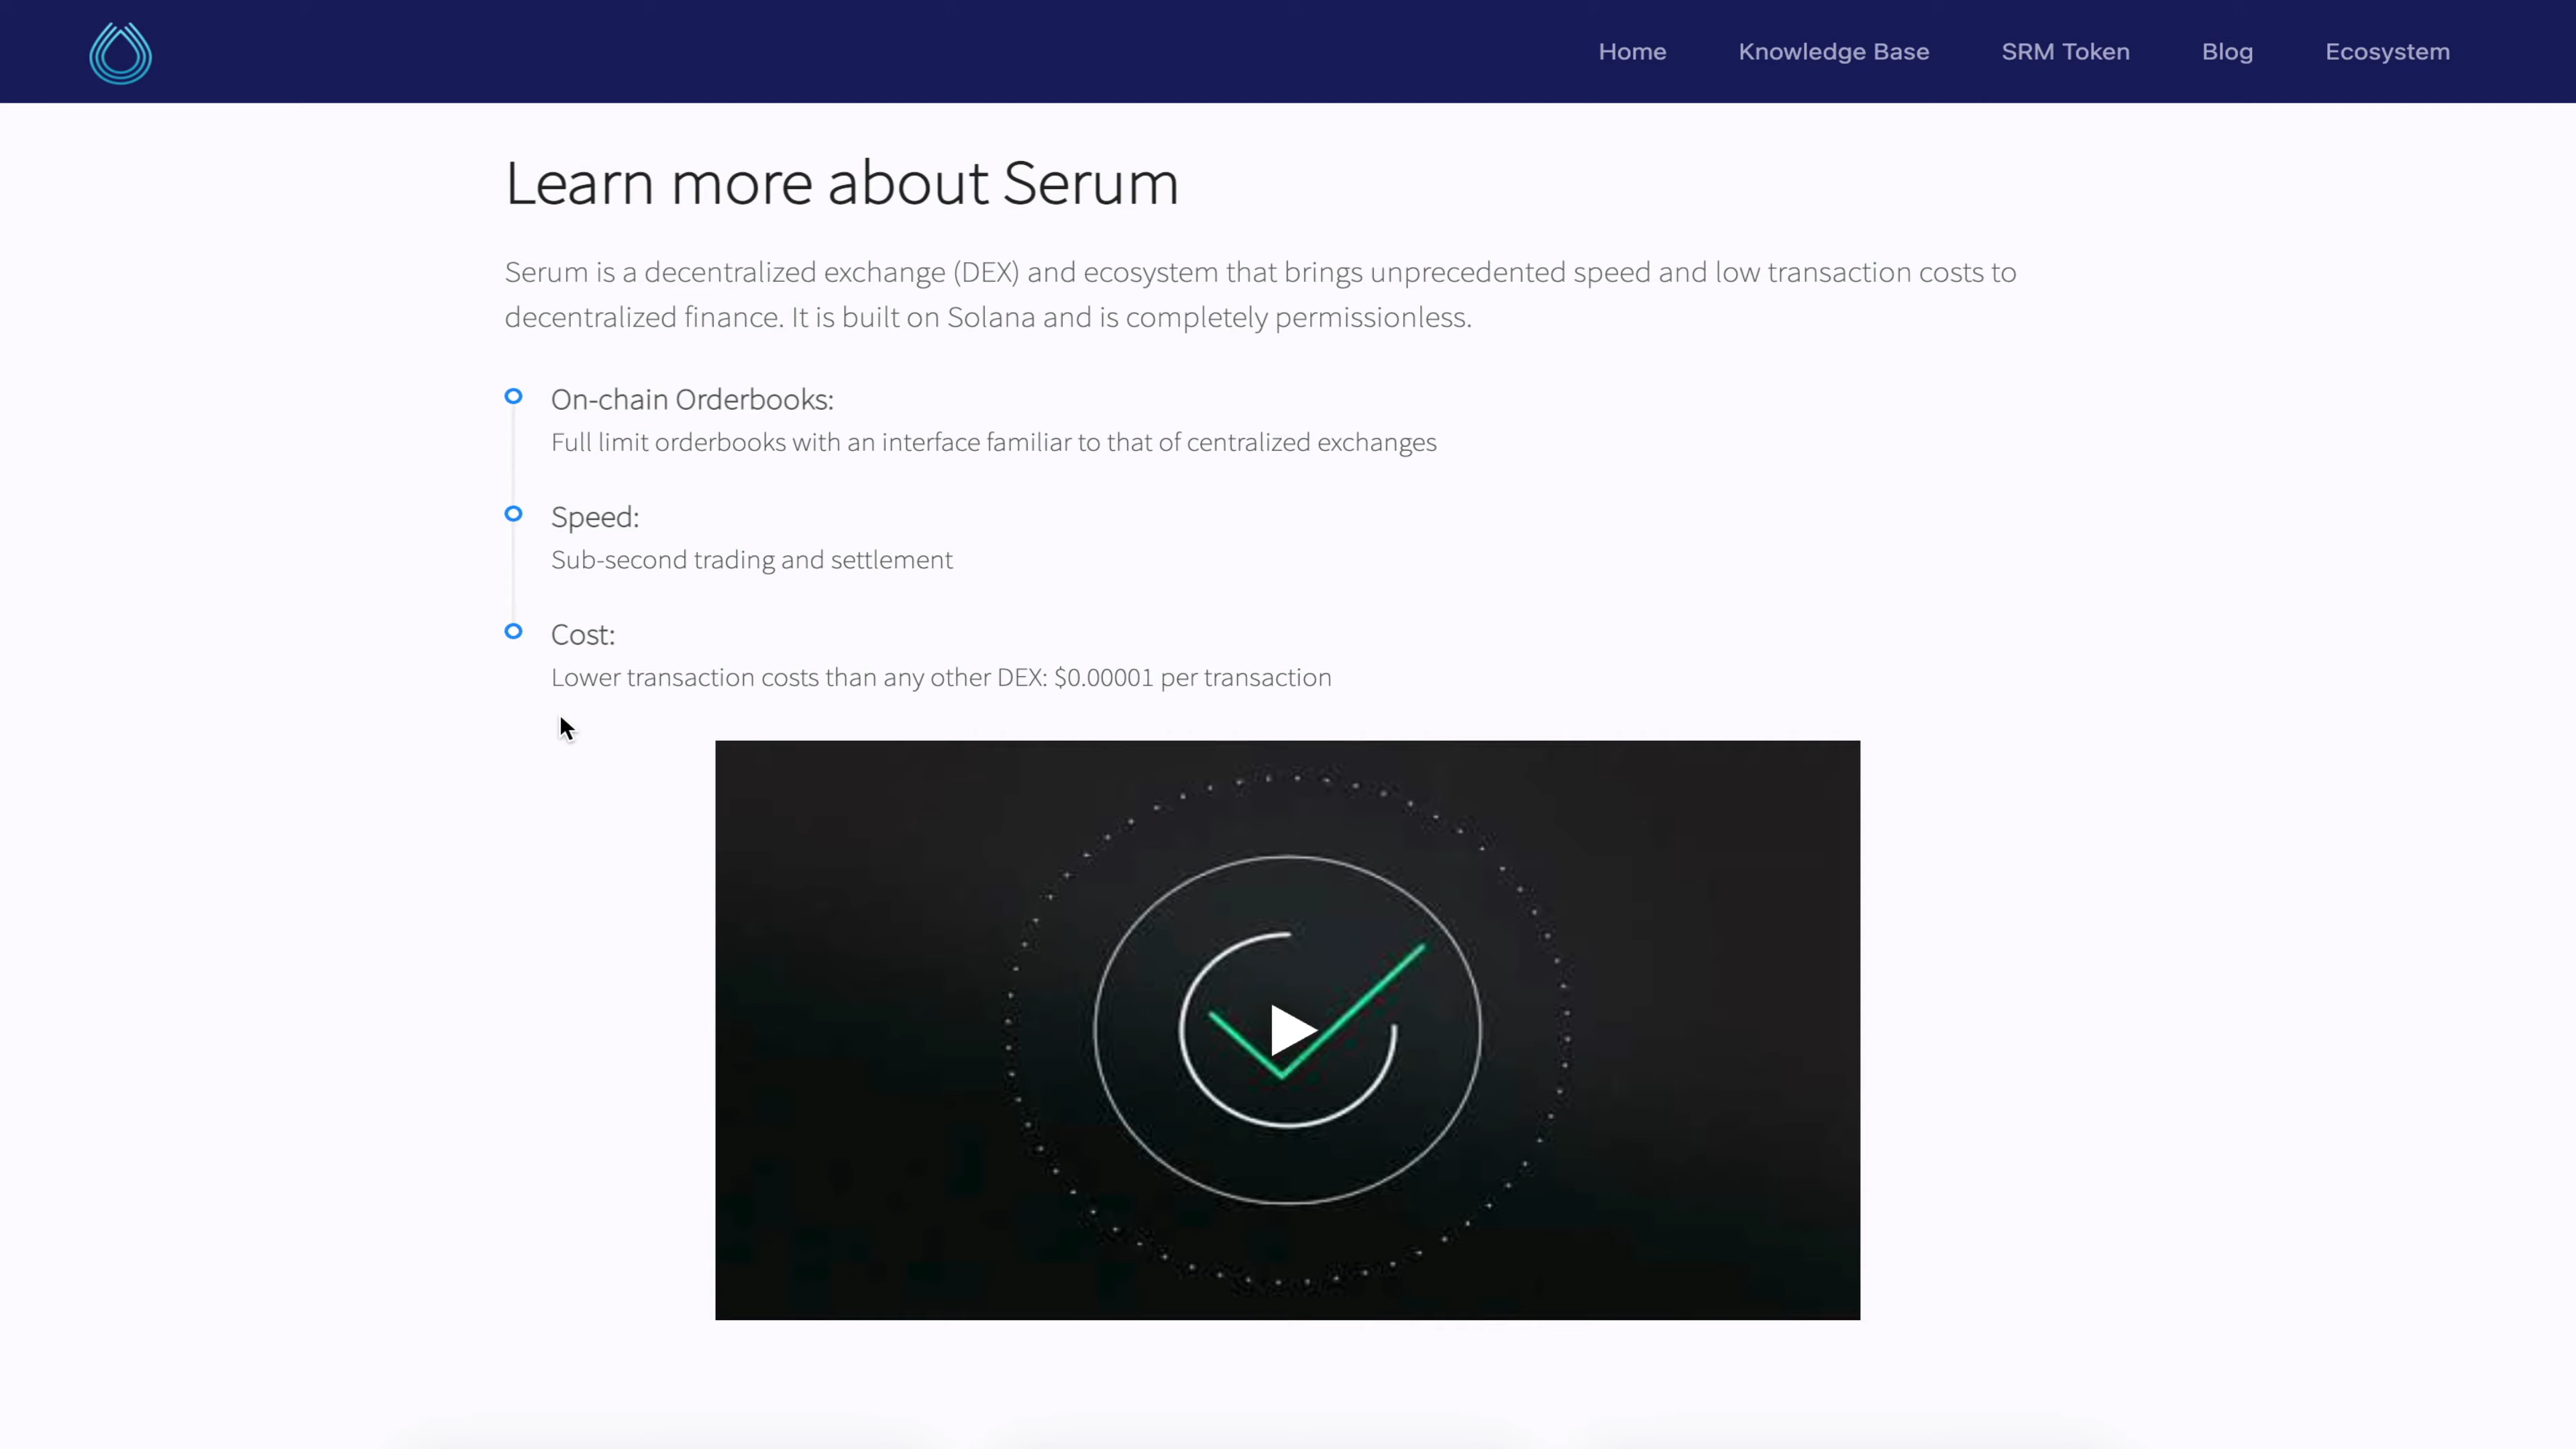 Home Knowledge Base SRM Token Blog Ecosystem
Learn more about Serum
Serum is a decentralized exchange (DEX) and ecosystem that brings unprecedented speed and low transaction costs to
decentralized finance. It is built on Solana and is completely permissionless.
On-chain Orderbooks:
Full limit orderbooks with an interface familiar to that of centralized exchanges
Speed:
Sub-second trading and settlement
Cost:
Lower transaction costs than any other DEX: $0.00001 per transaction